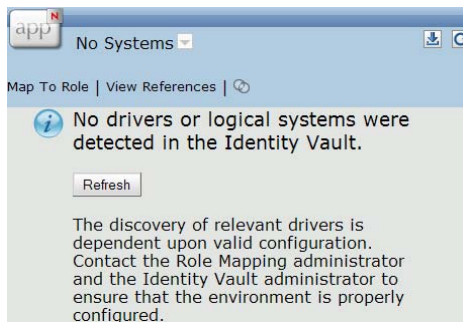 N
app
No Systems
Map To Role | View References |
No drivers or logical systems were
detected in the Identity Vault.
Refresh
The discovery of relevant drivers is
dependent upon valid configuration.
Contact the Role Mapping administrator
and the Identity Vault administrator to
ensure that the environment is properly
configured.